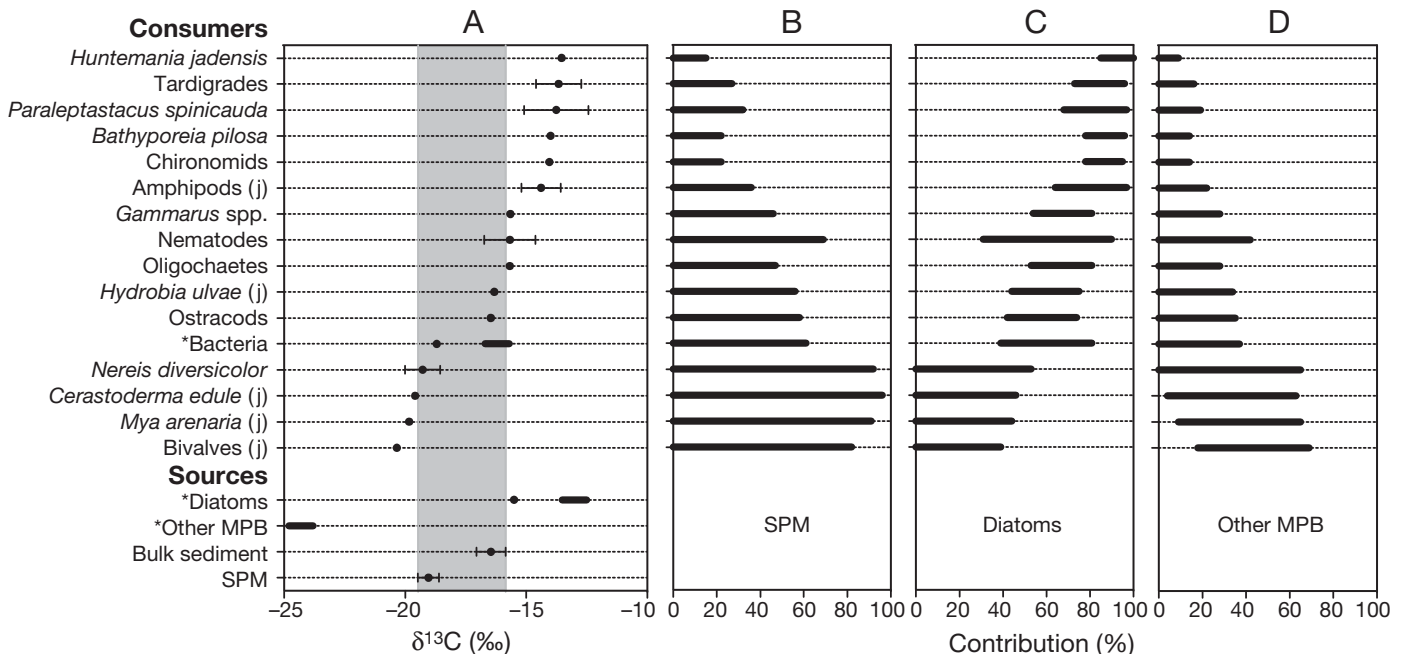 A B C D
Consumers
Huntemania jadensis
Tardigrades
Paraleptastacus spinicauda
Bathyporeia pilosa
Chironomids
Amphipods (j)
Gammarus spp.
Nematodes
Oligochaetes
Hydrobia ulvae (j)
Ostracods
*Bacteria
Nereis diversicolor
Cerastoderma edule (j)
Mya arenaria (j)
Bivalves (j)
Sources
*Diatoms
*Other MPB
Bulk sediment
SPM
SPM Diatoms Other MPB
–25 –20 –15 –10 0 20 40 60 80 100 0 20 40 60 80 100 0 20 40 60 80 100
δ¹³C (‰) Contribution (%)